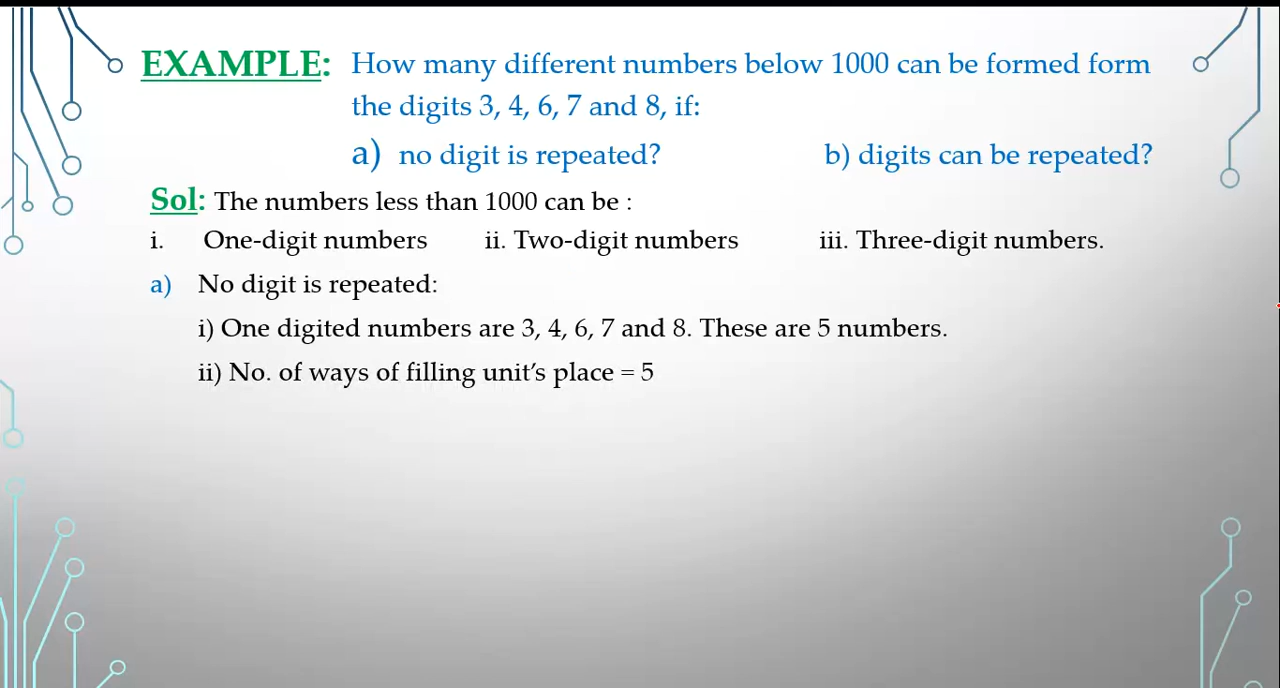 EXAMPLE: How many different numbers below 1000 can be formed form
the digits 3, 4, 6, 7 and 8, if:
a) no digit is repeated? b) digits can be repeated?
Sol: The numbers less than 1000 can be :
i. One-digit numbers ii. Two-digit numbers iii. Three-digit numbers.
a) No digit is repeated:
i) One digited numbers are 3, 4, 6, 7 and 8. These are 5 numbers.
ii) No. of ways of filling unit’s place = 5